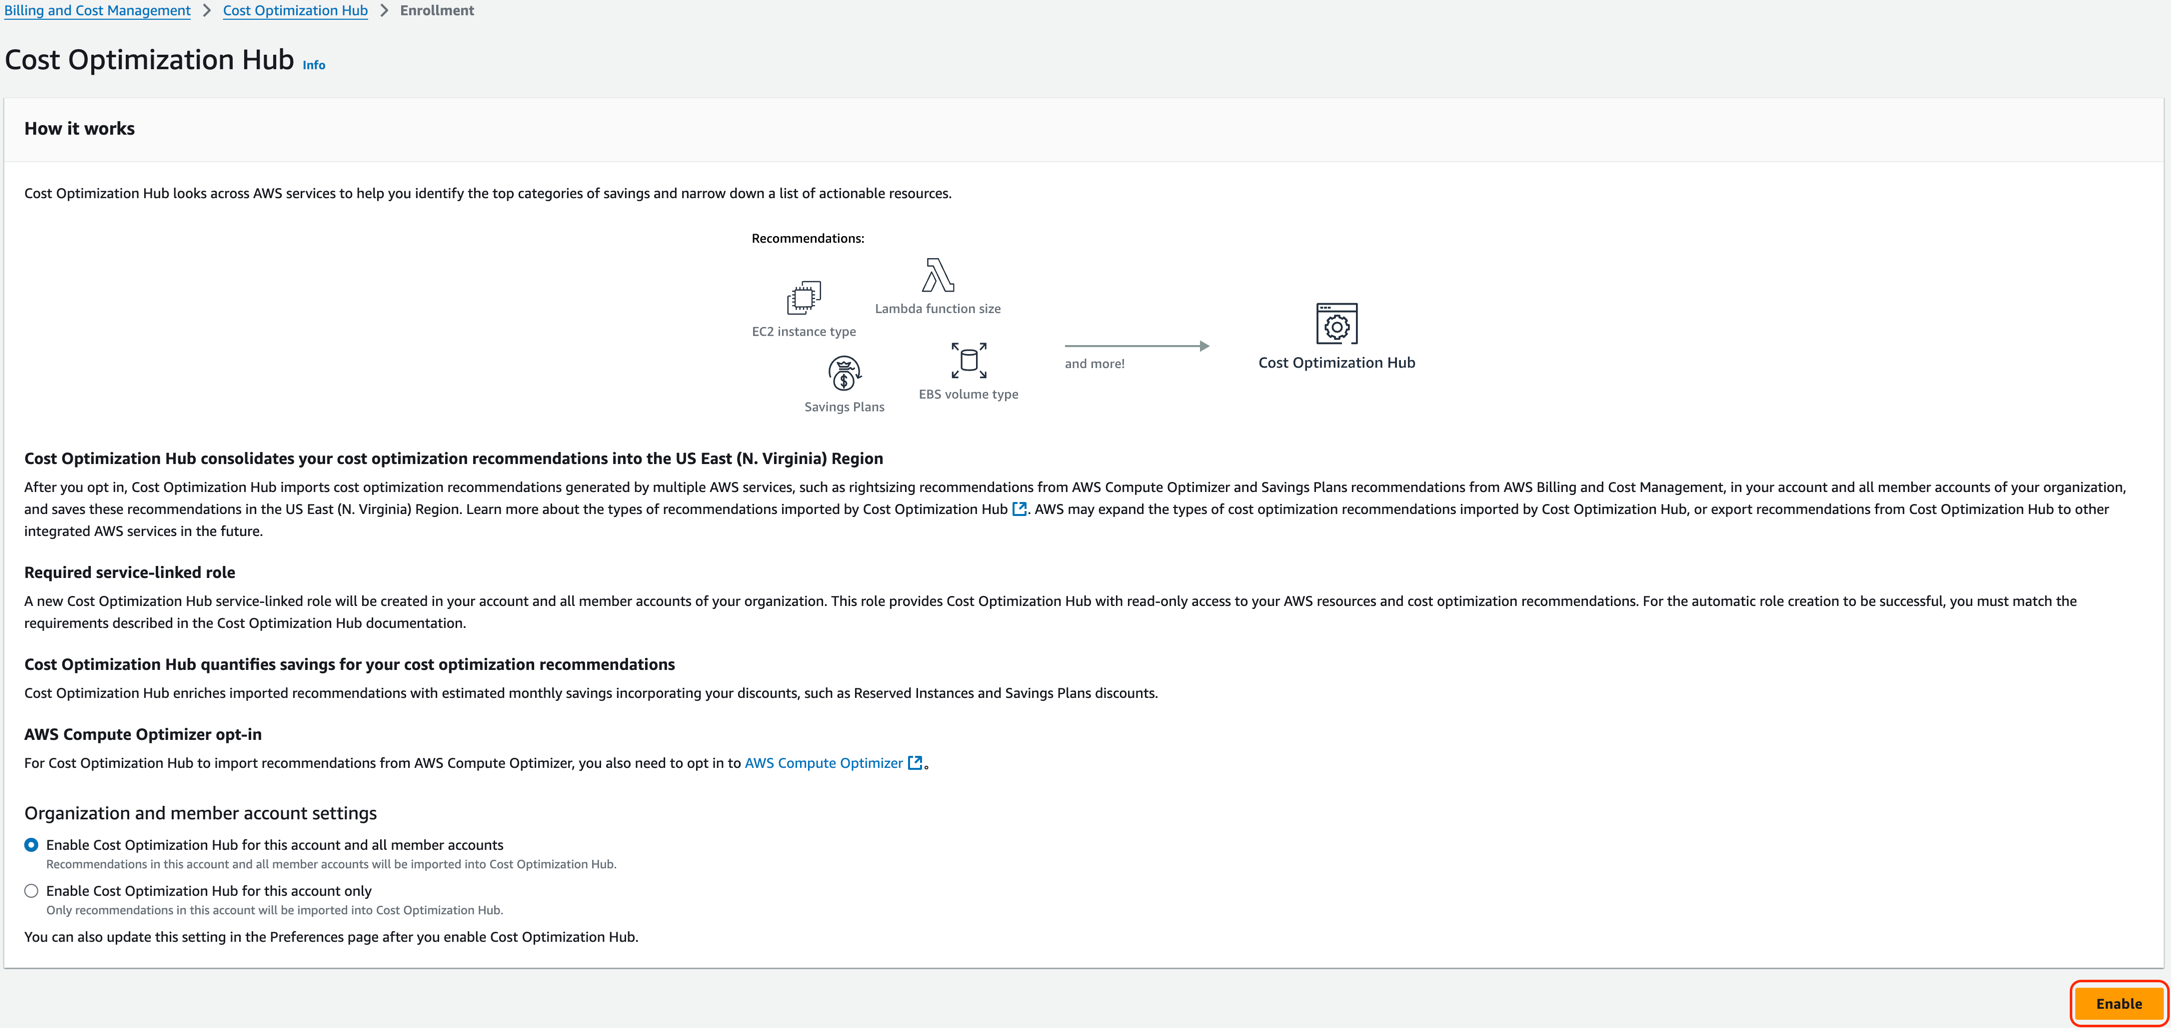 Billing and Cost Management > Cost Optimization Hub > Enrollment
Cost Optimization Hub Info
How it works
Cost Optimization Hub looks across AWS services to help you identify the top categories of savings and narrow down a list of actionable resources.
Recommendations:
Lambda function size
EC2 instance type
Savings Plans
EBS volume type
and more!
Cost Optimization Hub
Cost Optimization Hub consolidates your cost optimization recommendations into the US East (N. Virginia) Region
After you opt in, Cost Optimization Hub imports cost optimization recommendations generated by multiple AWS services, such as rightsizing recommendations from AWS Compute Optimizer and Savings Plans recommendations from AWS Billing and Cost Management, in your account and all member accounts of your organization,
and saves these recommendations in the US East (N. Virginia) Region. Learn more about the types of recommendations imported by Cost Optimization Hub. AWS may expand the types of cost optimization recommendations imported by Cost Optimization Hub, or export recommendations from Cost Optimization Hub to other
integrated AWS services in the future.
Required service-linked role
A new Cost Optimization Hub service-linked role will be created in your account and all member accounts of your organization. This role provides Cost Optimization Hub with read-only access to your AWS resources and cost optimization recommendations. For the automatic role creation to be successful, you must match the
requirements described in the Cost Optimization Hub documentation.
Cost Optimization Hub quantifies savings for your cost optimization recommendations
Cost Optimization Hub enriches imported recommendations with estimated monthly savings incorporating your discounts, such as Reserved Instances and Savings Plans discounts.
AWS Compute Optimizer opt-in
For Cost Optimization Hub to import recommendations from AWS Compute Optimizer, you also need to opt in to AWS Compute Optimizer 。
Organization and member account settings
Enable Cost Optimization Hub for this account and all member accounts
Recommendations in this account and all member accounts will be imported into Cost Optimization Hub.
Enable Cost Optimization Hub for this account only
Only recommendations in this account will be imported into Cost Optimization Hub.
You can also update this setting in the Preferences page after you enable Cost Optimization Hub.
Enable